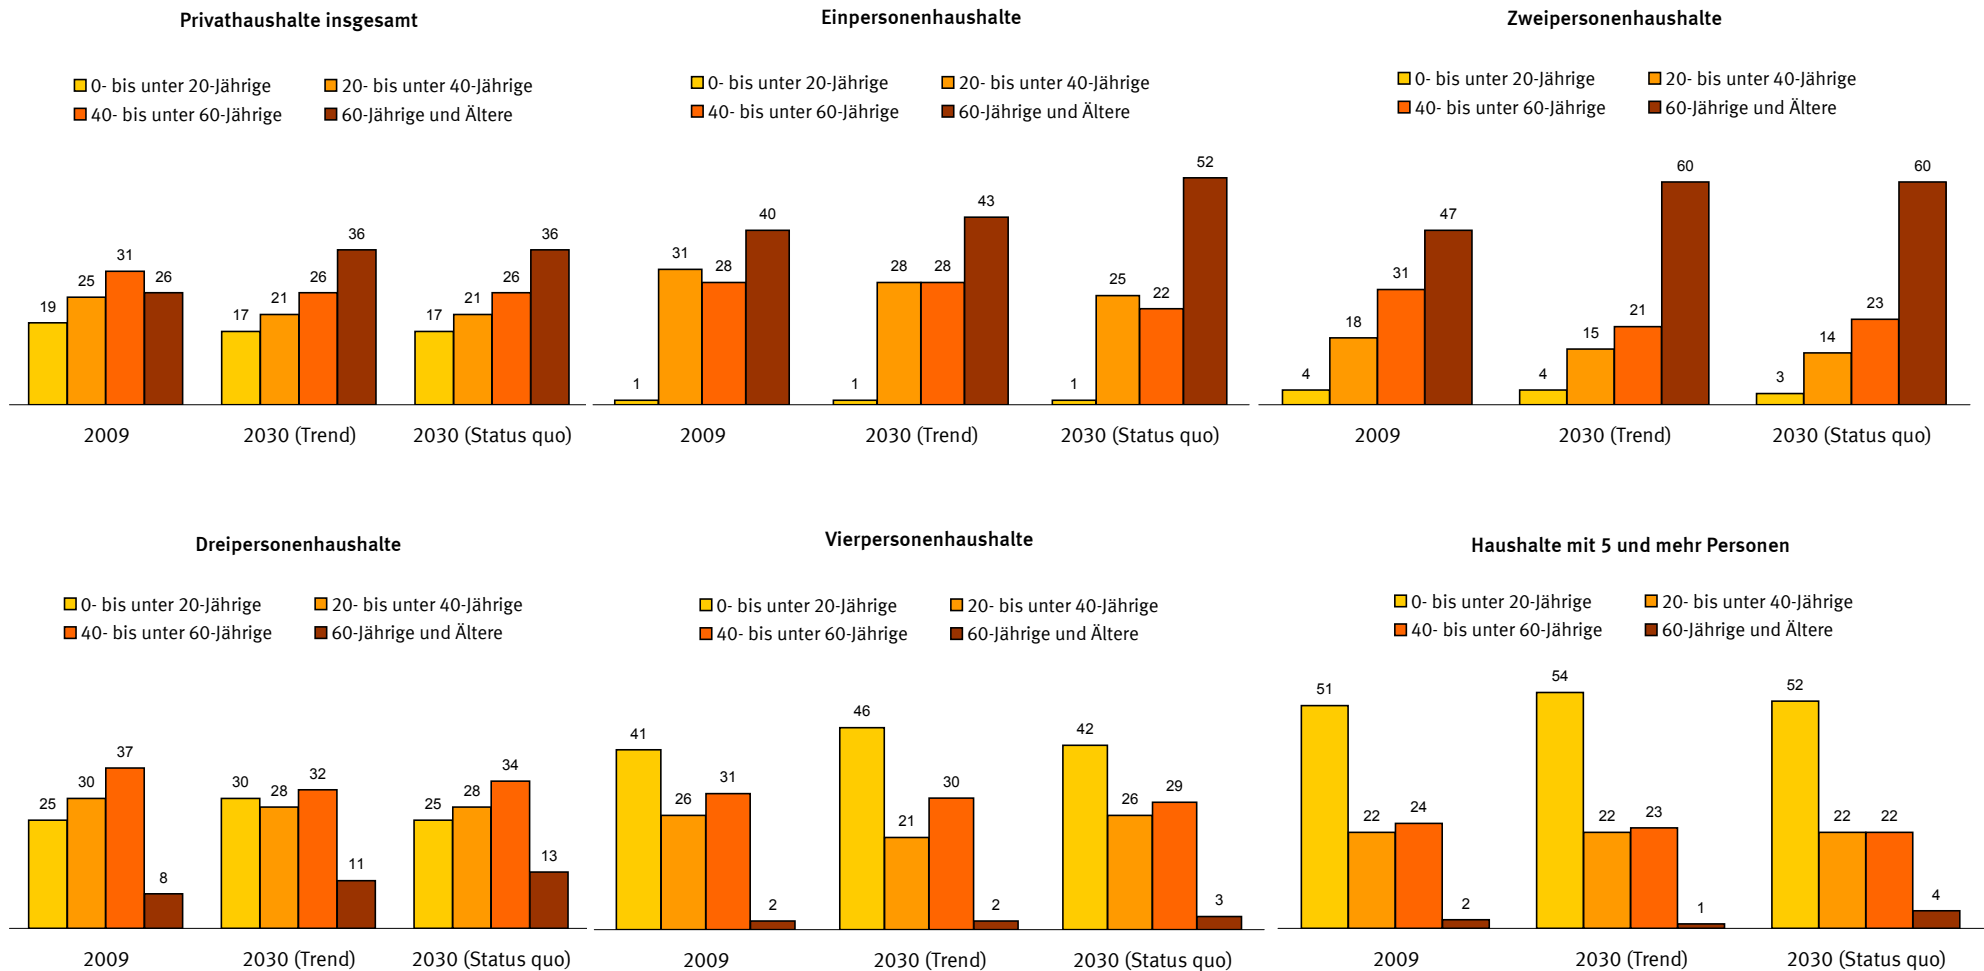 Privathaushalte insgesamt
0- bis unter 20-Jährige 20- bis unter 40-Jährige
40- bis unter 60-Jährige 60-Jährige und Ältere
19 25 31 26 17 21 26 36 17 21 26 36
2009 2030 (Trend) 2030 (Status quo)
Einpersonenhaushalte
0- bis unter 20-Jährige 20- bis unter 40-Jährige
40- bis unter 60-Jährige 60-Jährige und Ältere
1 31 28 40 1 28 28 43 1 25 22 52
2009 2030 (Trend) 2030 (Status quo)
Zweipersonenhaushalte
0- bis unter 20-Jährige 20- bis unter 40-Jährige
40- bis unter 60-Jährige 60-Jährige und Ältere
4 18 31 47 4 15 21 60 3 14 23 60
2009 2030 (Trend) 2030 (Status quo)
Dreipersonenhaushalte
0- bis unter 20-Jährige 20- bis unter 40-Jährige
40- bis unter 60-Jährige 60-Jährige und Ältere
25 30 37 8 30 28 32 11 25 28 34 13
2009 2030 (Trend) 2030 (Status quo)
Vierpersonenhaushalte
0- bis unter 20-Jährige 20- bis unter 40-Jährige
40- bis unter 60-Jährige 60-Jährige und Ältere
41 26 31 2 46 21 30 2 42 26 29 3
2009 2030 (Trend) 2030 (Status quo)
Haushalte mit 5 und mehr Personen
0- bis unter 20-Jährige 20- bis unter 40-Jährige
40- bis unter 60-Jährige 60-Jährige und Ältere
51 22 24 2 54 22 23 1 52 22 22 4
2009 2030 (Trend) 2030 (Status quo)